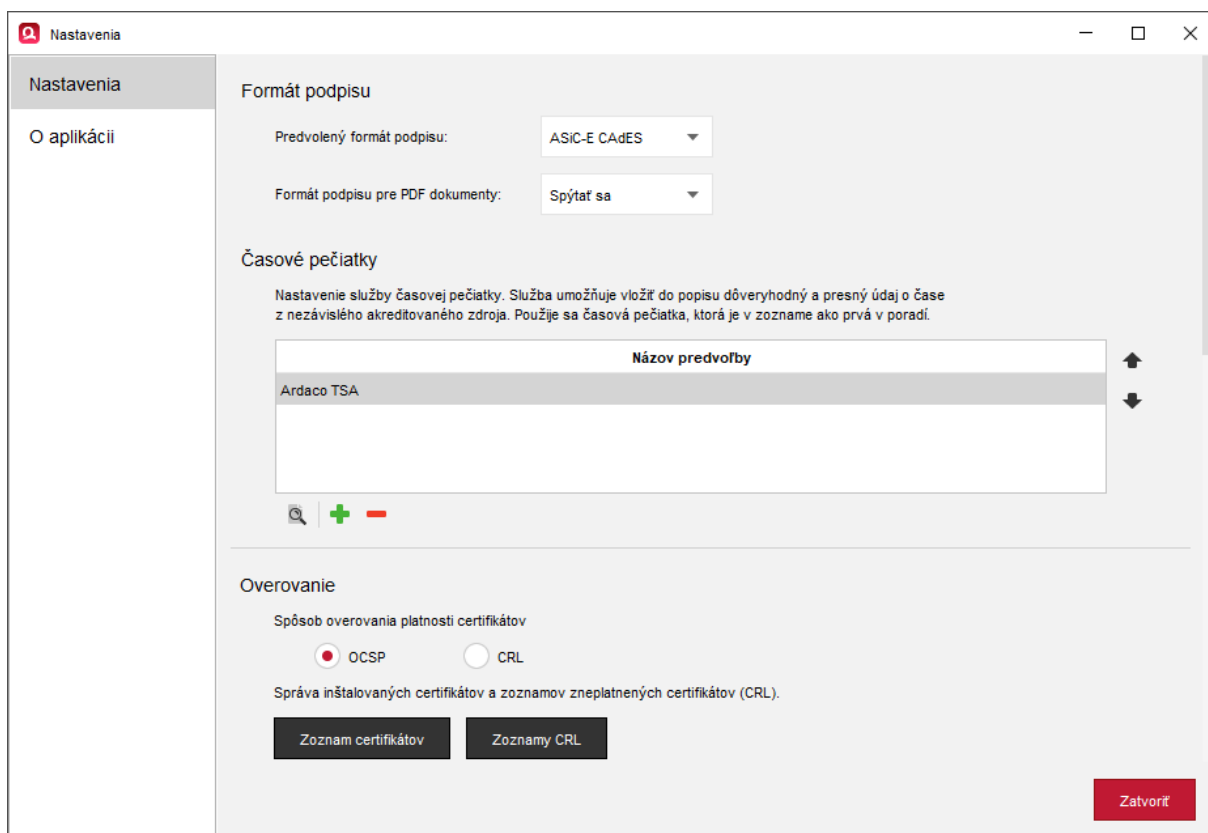 Nastavenia
Nastavenia
O aplikácii
Formát podpisu
Predvolený formát podpisu: ASiC-E CAdES
Formát podpisu pre PDF dokumenty: Spýtať sa
Časové pečiatky
Nastavenie služby časovej pečiatky. Služba umožňuje vložiť do popisu dôveryhodný a presný údaj o čase
z nezávislého akreditovaného zdroja. Použije sa časová pečiatka, ktorá je v zozname ako prvá v poradí.
Názov predvoľby
Ardaco TSA
Overovanie
Spôsob overovania platnosti certifikátov
OCSP CRL
Správa inštalovaných certifikátov a zoznamov zneplatnených certifikátov (CRL).
Zoznam certifikátov Zoznamy CRL
Zatvoriť